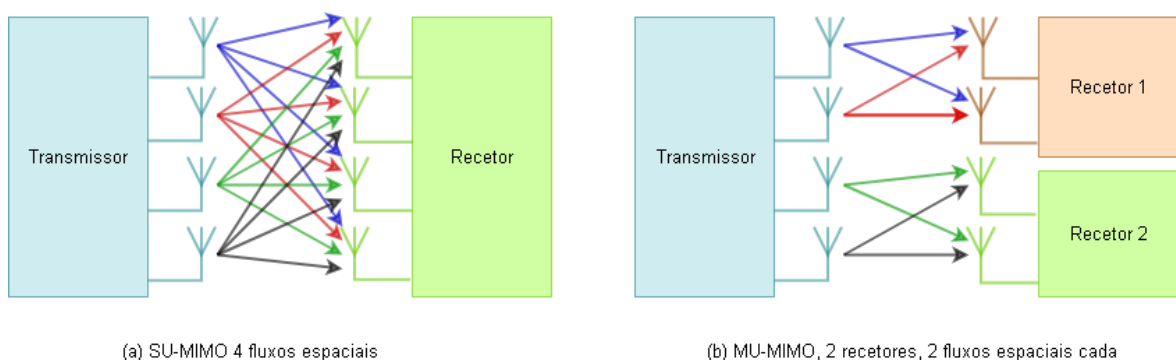 Transmissor
Recetor
(a) SU-MIMO 4 fluxos espaciais
Transmissor
Recetor 1
Recetor 2
(b) MU-MIMO, 2 recetores, 2 fluxos espaciais cada